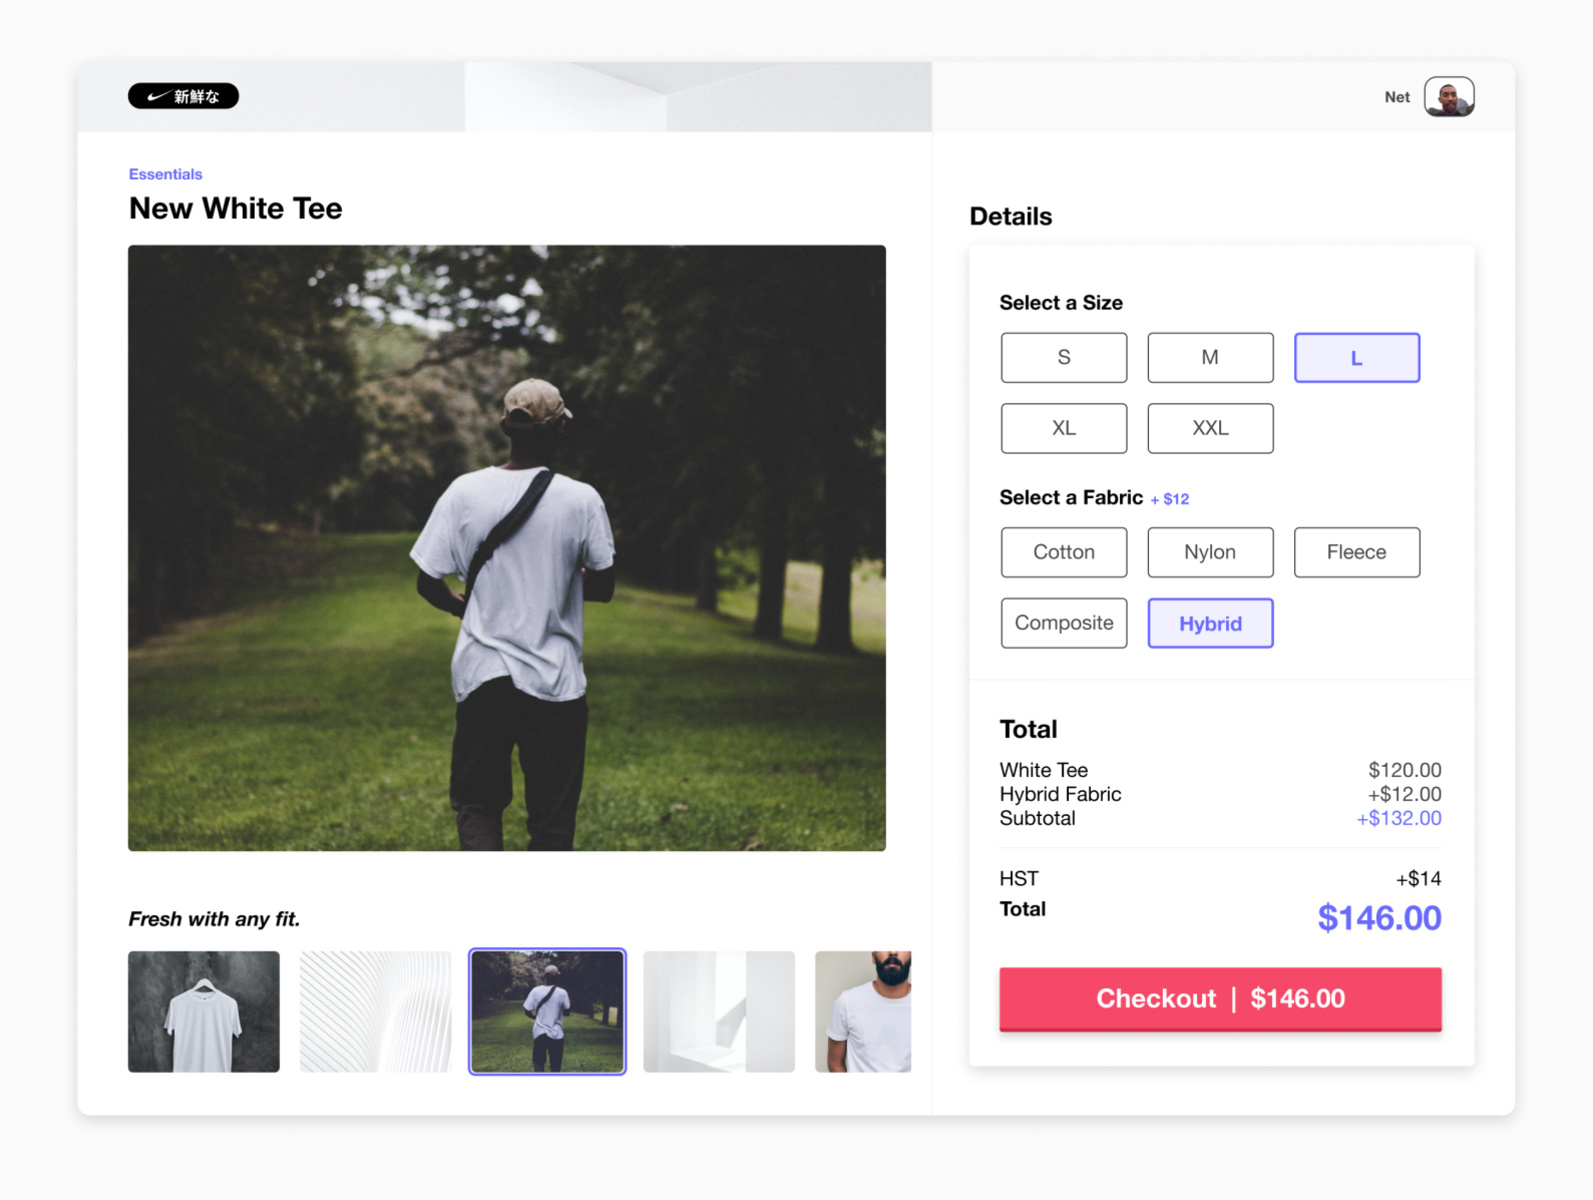 新鮮な
Net
Essentials
New White Tee
Fresh with any fit.
Details
Select a Size
S
M
L
XL
XXL
Select a Fabric + $12
Cotton
Nylon
Fleece
Composite
Hybrid
Total
White Tee $120.00
Hybrid Fabric +$12.00
Subtotal +$132.00
HST +$14
Total $146.00
Checkout | $146.00